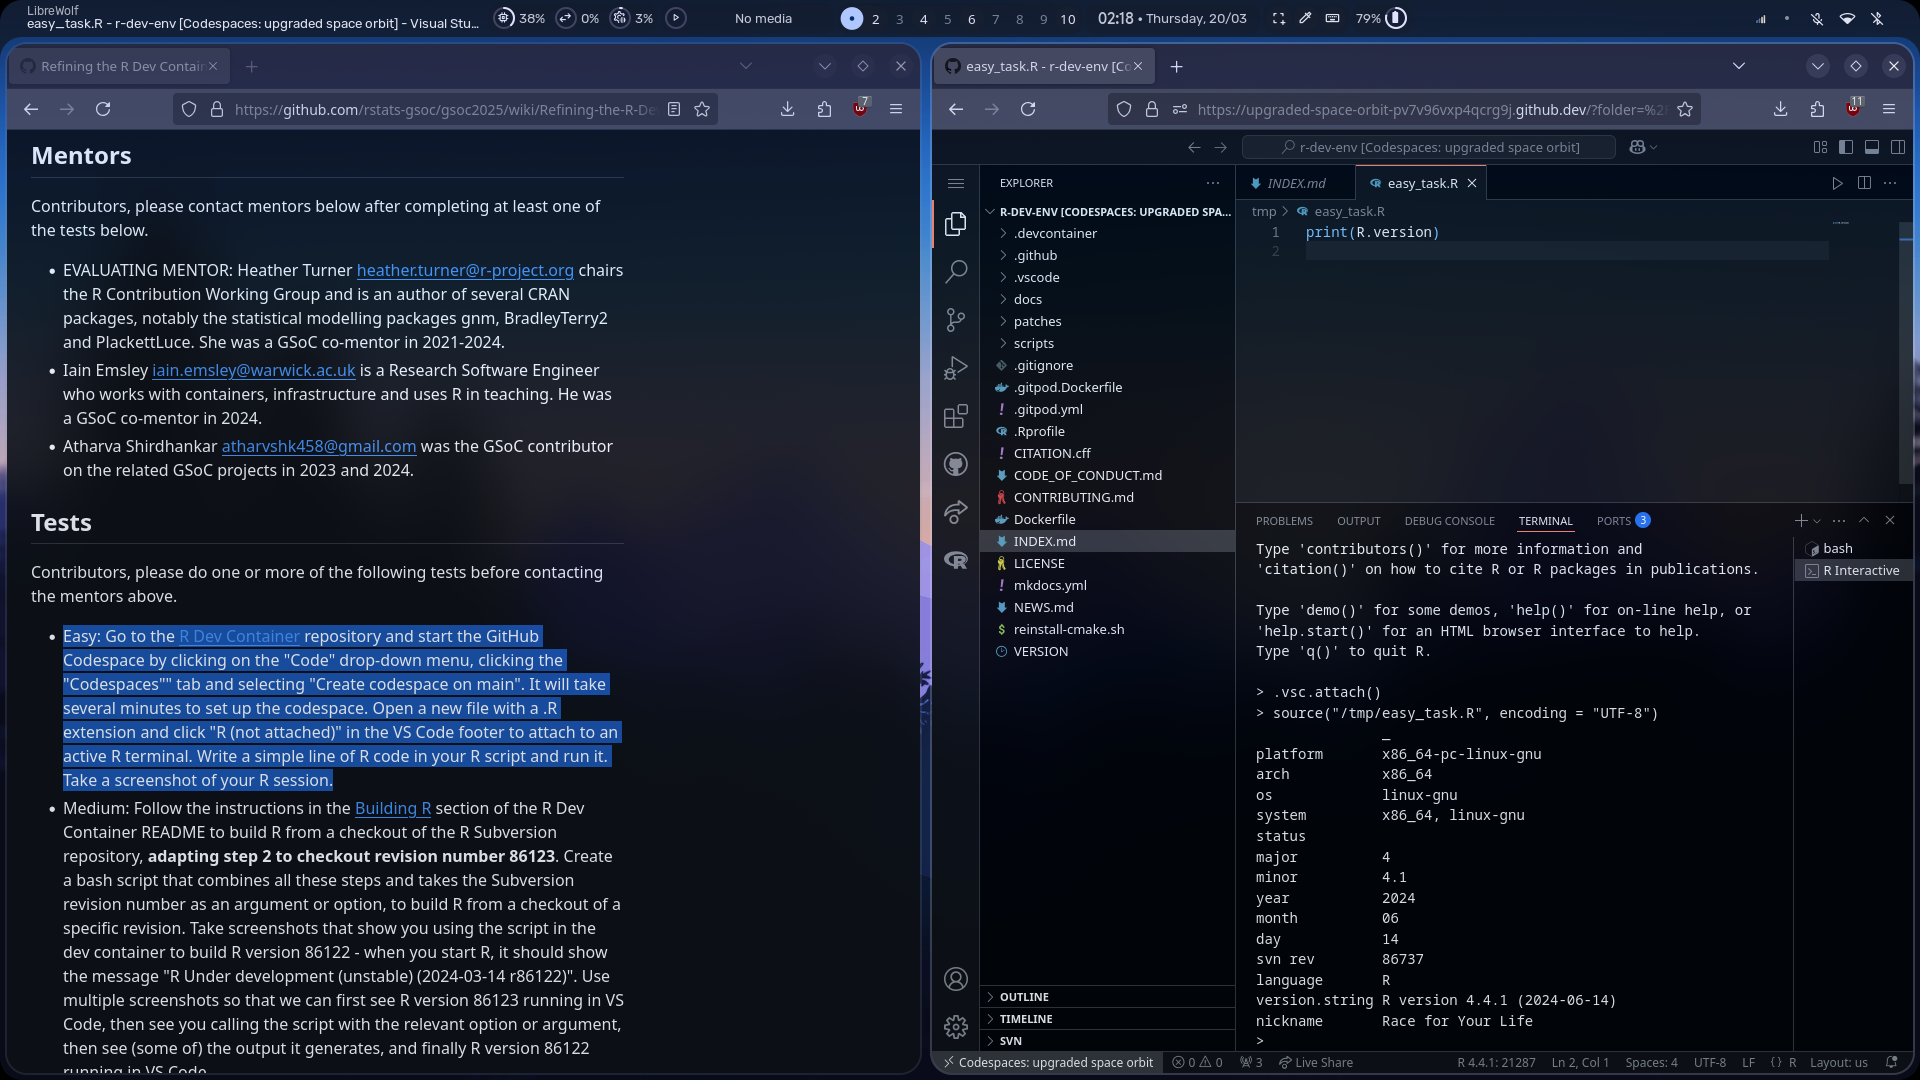 LibreWolf
easy_task.R - r-dev-env [Codespaces: upgraded space orbit] - Visual Stu...
38%
0%
3%
No media
2 3 4 5 6 7 8 9 10
02:18 • Thursday, 20/03
79%
Refining the R Dev Contain
https://github.com/rstats-gsoc/gsoc2025/wiki/Refining-the-R-De
7
Mentors
Contributors, please contact mentors below after completing at least one of
the tests below.
• EVALUATING MENTOR: Heather Turner heather.turner@r-project.org chairs
the R Contribution Working Group and is an author of several CRAN
packages, notably the statistical modelling packages gnm, BradleyTerry2
and PlackettLuce. She was a GSoC co-mentor in 2021-2024.
• Iain Emsley iain.emsley@warwick.ac.uk is a Research Software Engineer
who works with containers, infrastructure and uses R in teaching. He was
a GSoC co-mentor in 2024.
• Atharva Shirdhankar atharvshk458@gmail.com was the GSoC contributor
on the related GSoC projects in 2023 and 2024.
Tests
Contributors, please do one or more of the following tests before contacting
the mentors above.
• Easy: Go to the R Dev Container repository and start the GitHub
Codespace by clicking on the "Code" drop-down menu, clicking the
"Codespaces"" tab and selecting "Create codespace on main". It will take
several minutes to set up the codespace. Open a new file with a .R
extension and click "R (not attached)" in the VS Code footer to attach to an
active R terminal. Write a simple line of R code in your R script and run it.
Take a screenshot of your R session.
• Medium: Follow the instructions in the Building R section of the R Dev
Container README to build R from a checkout of the R Subversion
repository, adapting step 2 to checkout revision number 86123. Create
a bash script that combines all these steps and takes the Subversion
revision number as an argument or option, to build R from a checkout of a
specific revision. Take screenshots that show you using the script in the
dev container to build R version 86122 - when you start R, it should show
the message "R Under development (unstable) (2024-03-14 r86122)". Use
multiple screenshots so that we can first see R version 86123 running in VS
Code, then see you calling the script with the relevant option or argument,
then see (some of) the output it generates, and finally R version 86122
running in VS Code.
easy_task.R - r-dev-env [Co
https://upgraded-space-orbit-pv7v96vxp4qcrg9j.github.dev/?folder=%2
11
r-dev-env [Codespaces: upgraded space orbit]
EXPLORER
R-DEV-ENV [CODESPACES: UPGRADED SPA...
.devcontainer
.github
.vscode
docs
patches
scripts
.gitignore
.gitpod.Dockerfile
.gitpod.yml
.Rprofile
CITATION.cff
CODE_OF_CONDUCT.md
CONTRIBUTING.md
Dockerfile
INDEX.md
LICENSE
mkdocs.yml
NEWS.md
reinstall-cmake.sh
VERSION
OUTLINE
TIMELINE
SVN
INDEX.md
easy_task.R
tmp > easy_task.R
1 print(R.version)
2
PROBLEMS OUTPUT DEBUG CONSOLE TERMINAL PORTS 3
bash
R Interactive
Type 'contributors()' for more information and
'citation()' on how to cite R or R packages in publications.
Type 'demo()' for some demos, 'help()' for on-line help, or
'help.start()' for an HTML browser interface to help.
Type 'q()' to quit R.
> .vsc.attach()
> source("/tmp/easy_task.R", encoding = "UTF-8")
_
platform x86_64-pc-linux-gnu
arch x86_64
os linux-gnu
system x86_64, linux-gnu
status
major 4
minor 4.1
year 2024
month 06
day 14
svn rev 86737
language R
version.string R version 4.4.1 (2024-06-14)
nickname Race for Your Life
>
Codespaces: upgraded space orbit 0 0 3 Live Share R 4.4.1: 21287 Ln 2, Col 1 Spaces: 4 UTF-8 LF { } R Layout: us